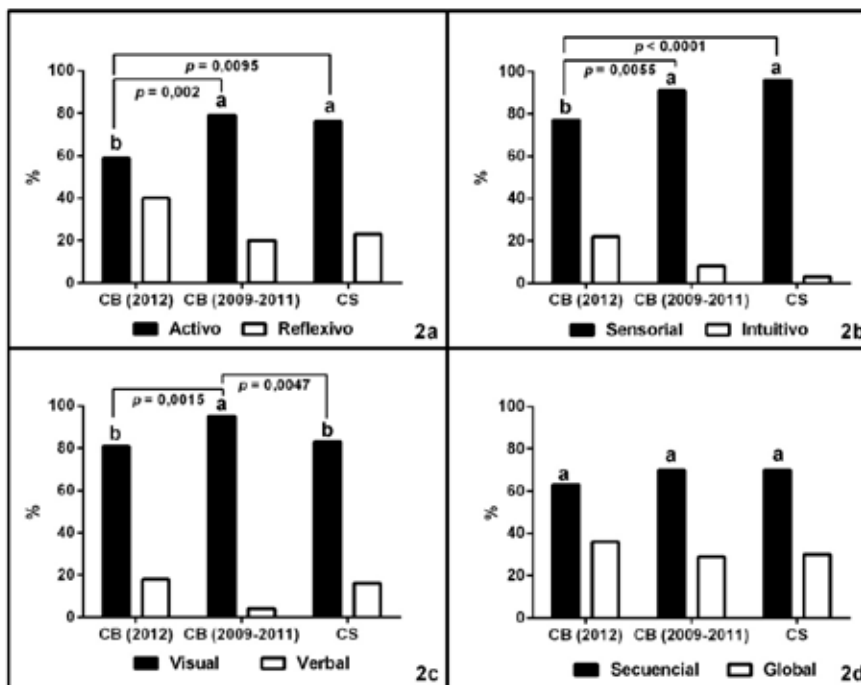 p = 0,0095
p = 0,002
100
80
60
40
20
0
%
b
a
a
CB (2012) CB (2009-2011) CS
Activo Reflexivo
2a
p < 0.0001
p = 0,0055
100
80
60
40
20
0
%
b
a
a
CB (2012) CB (2009-2011) CS
Sensorial Intuitivo
2b
p = 0,0047
p = 0,0015
100
80
60
40
20
0
%
b
a
b
CB (2012) CB (2009-2011) CS
Visual Verbal
2c
100
80
60
40
20
0
%
a
a
a
CB (2012) CB (2009-2011) CS
Secuencial Global
2d